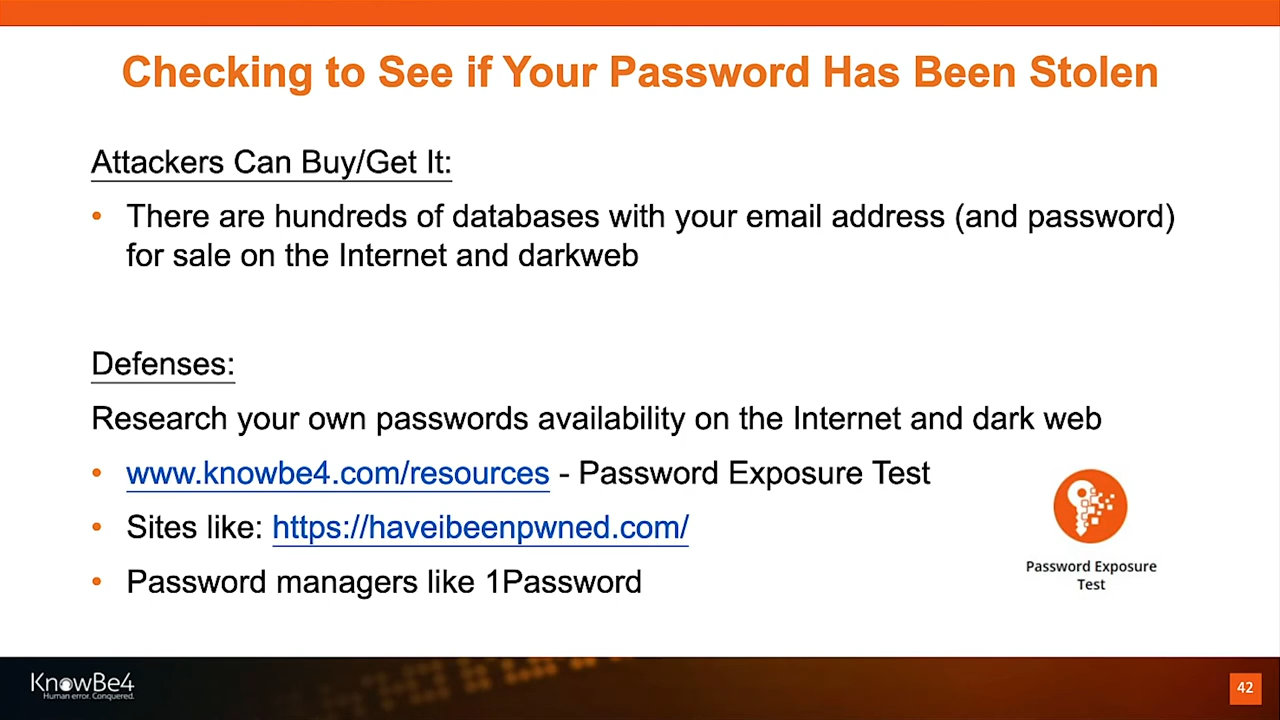 Checking to See if Your Password Has Been Stolen
Attackers Can Buy/Get It:
• There are hundreds of databases with your email address (and password)
for sale on the Internet and darkweb
Defenses:
Research your own passwords availability on the Internet and dark web
• www.knowbe4.com/resources - Password Exposure Test
• Sites like: https://haveibeenpwned.com/
• Password managers like 1Password
Password Exposure
Test
KnowBe4
Human error. Conquered.
42